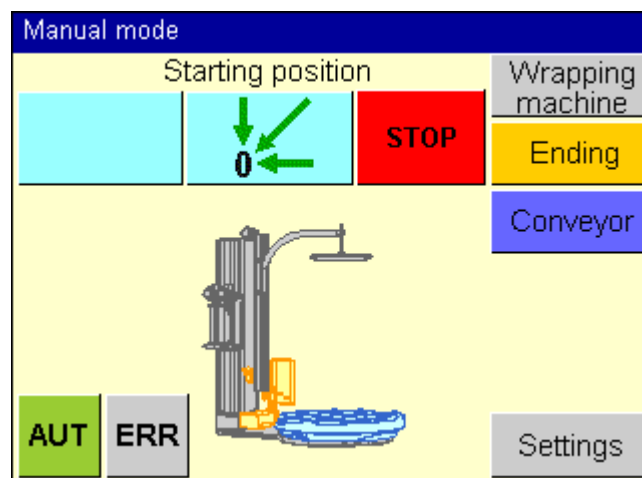 Manual mode
Starting position
Wrapping
machine
0
STOP
Ending
Conveyor
AUT
ERR
Settings